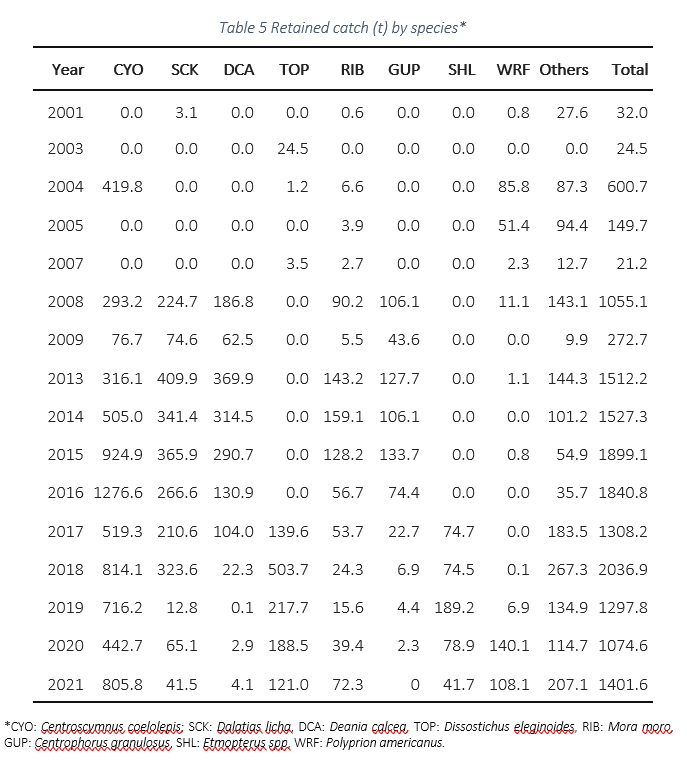 Table 5 Retained catch (t) by species*
Year CYO SCK DCA TOP RIB GUP SHL WRF Others Total
2001 0.0 3.1 0.0 0.0 0.6 0.0 0.0 0.8 27.6 32.0
2003 0.0 0.0 0.0 24.5 0.0 0.0 0.0 0.0 0.0 24.5
2004 419.8 0.0 0.0 1.2 6.6 0.0 0.0 85.8 87.3 600.7
2005 0.0 0.0 0.0 0.0 3.9 0.0 0.0 51.4 94.4 149.7
2007 0.0 0.0 0.0 3.5 2.7 0.0 0.0 2.3 12.7 21.2
2008 293.2 224.7 186.8 0.0 90.2 106.1 0.0 11.1 143.1 1055.1
2009 76.7 74.6 62.5 0.0 5.5 43.6 0.0 0.0 9.9 272.7
2013 316.1 409.9 369.9 0.0 143.2 127.7 0.0 1.1 144.3 1512.2
2014 505.0 341.4 314.5 0.0 159.1 106.1 0.0 0.0 101.2 1527.3
2015 924.9 365.9 290.7 0.0 128.2 133.7 0.0 0.8 54.9 1899.1
2016 1276.6 266.6 130.9 0.0 56.7 74.4 0.0 0.0 35.7 1840.8
2017 519.3 210.6 104.0 139.6 53.7 22.7 74.7 0.0 183.5 1308.2
2018 814.1 323.6 22.3 503.7 24.3 6.9 74.5 0.1 267.3 2036.9
2019 716.2 12.8 0.1 217.7 15.6 4.4 189.2 6.9 134.9 1297.8
2020 442.7 65.1 2.9 188.5 39.4 2.3 78.9 140.1 114.7 1074.6
2021 805.8 41.5 4.1 121.0 72.3 0 41.7 108.1 207.1 1401.6
*CYO: Centroscymnus coelolepis; SCK: Dalatias licha, DCA: Deania calcea, TOP: Dissostichus eleginoides, RIB: Mora moro,
GUP: Centrophorus granulosus, SHL: Etmopterus spp, WRF: Polyprion americanus.